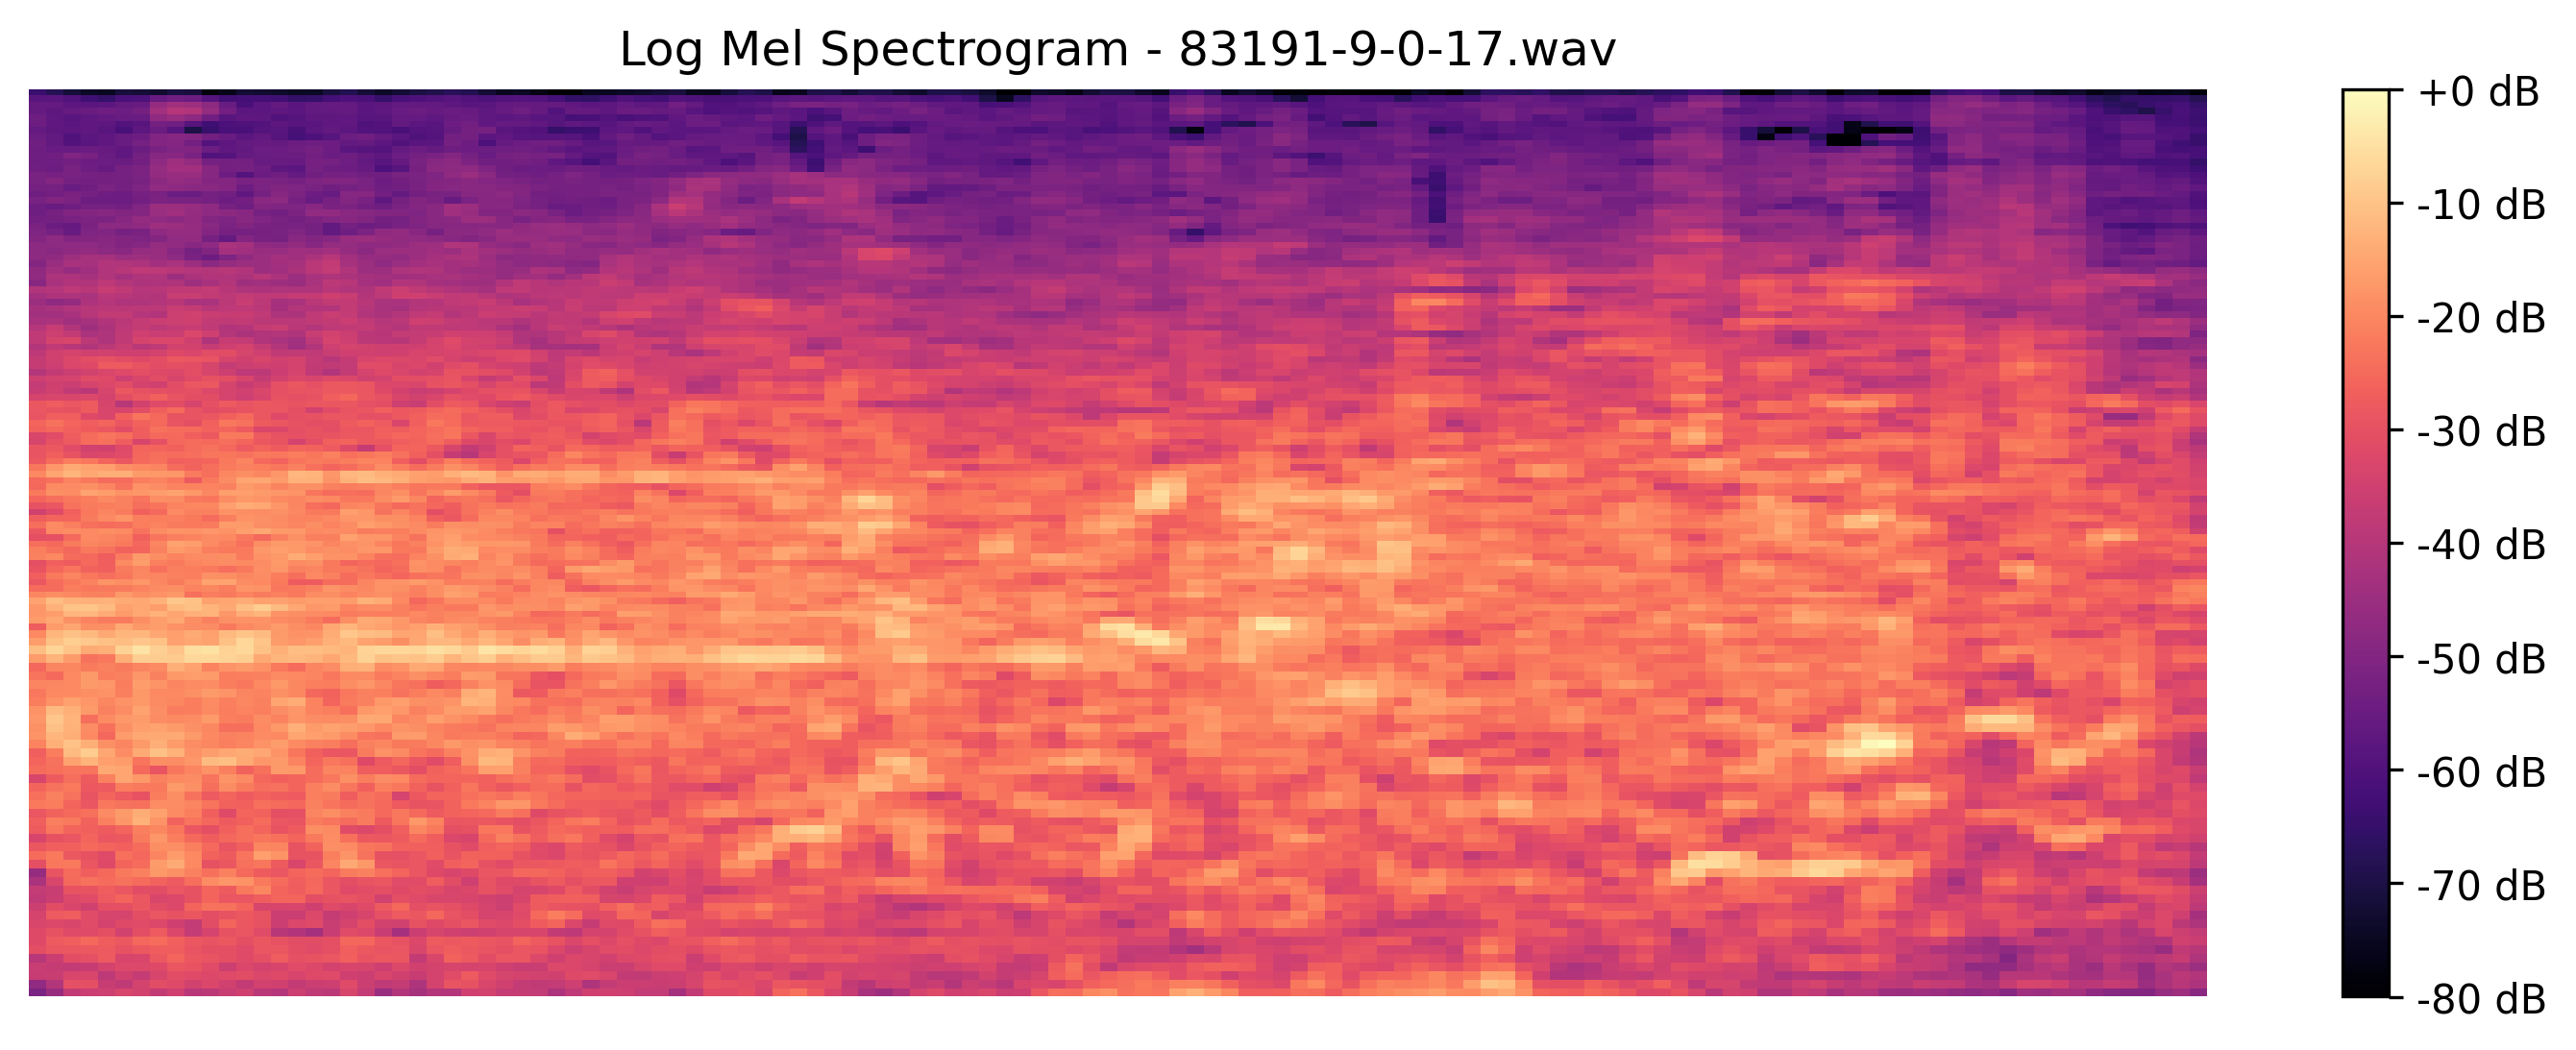 Log Mel Spectrogram - 83191-9-0-17.wav
+0 dB
-10 dB
-20 dB
-30 dB
-40 dB
-50 dB
-60 dB
-70 dB
-80 dB